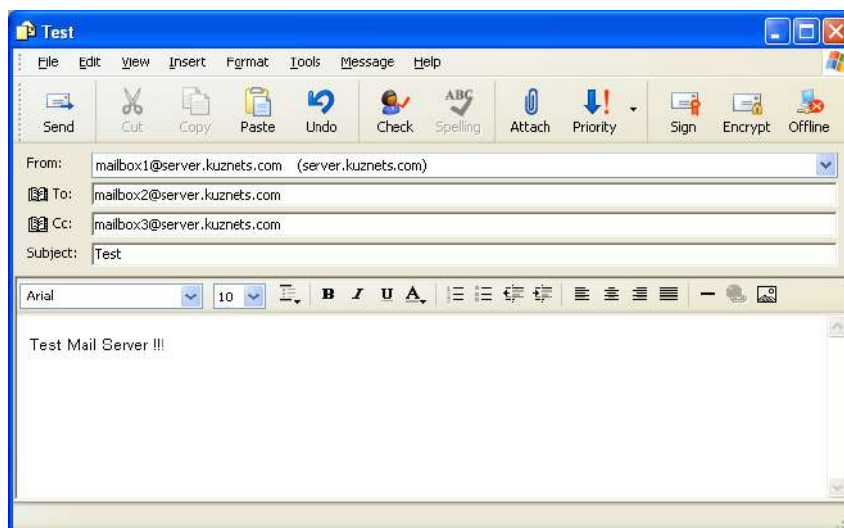 Test
File Edit View Insert Format Tools Message Help
ABC
Send Cut Copy Paste Undo Check Spelling Attach Priority Sign Encrypt Offline
From: mailbox1@server.kuznets.com (server.kuznets.com)
To: mailbox2@server.kuznets.com
Cc: mailbox3@server.kuznets.com
Subject: Test
Arial 10 B I U A
Test Mail Server !!!